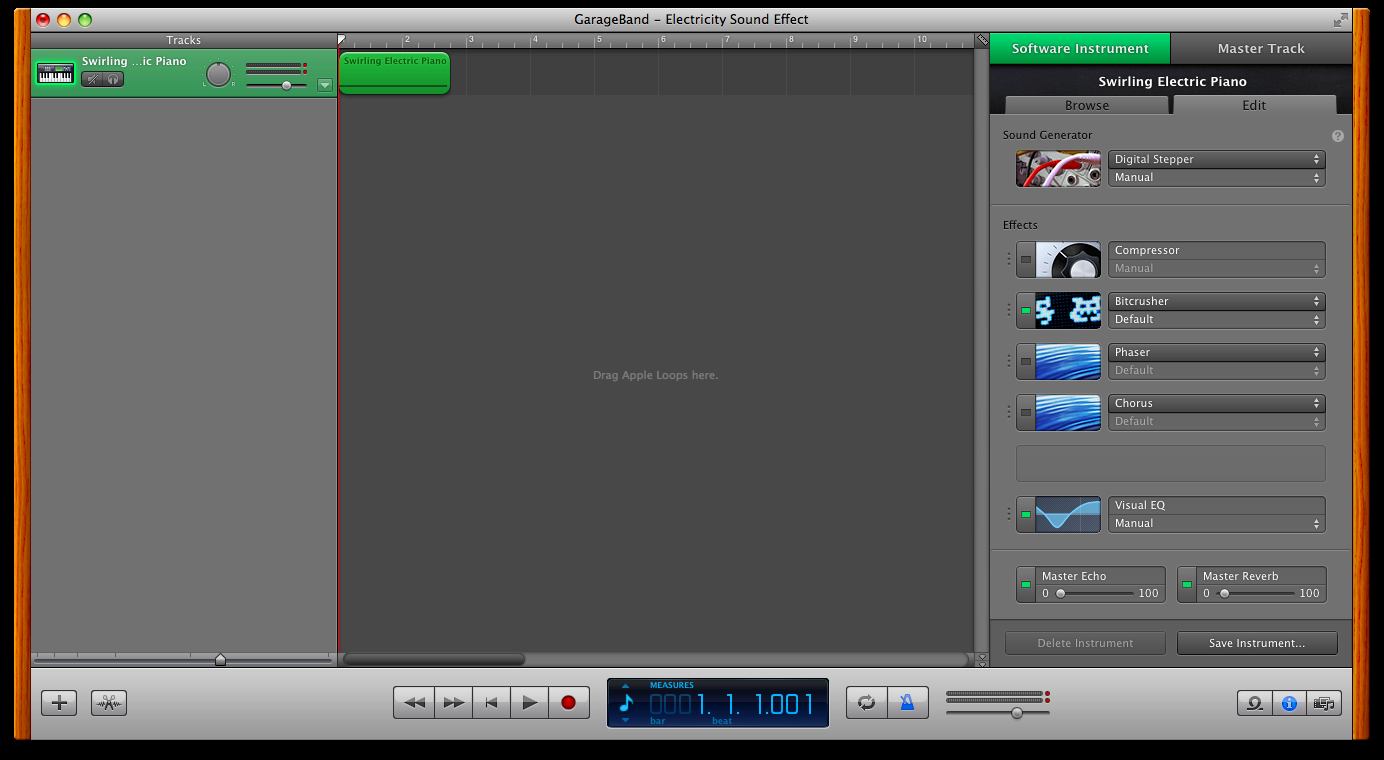 GarageBand – Electricity Sound Effect
Tracks
2 3 4 5 6 7 8 9 10
Software Instrument
Master Track
Swirling ...ic Piano
L R
Swirling Electric Piano
Swirling Electric Piano
Browse
Edit
Sound Generator
?
Digital Stepper
Manual
Effects
Compressor
Manual
Bitcrusher
Default
Phaser
Default
Drag Apple Loops here.
Chorus
Default
Visual EQ
Manual
Master Echo
0 100
Master Reverb
0 100
Delete Instrument
Save Instrument...
MEASURES
0001. 1. 1.001
bar beat
i